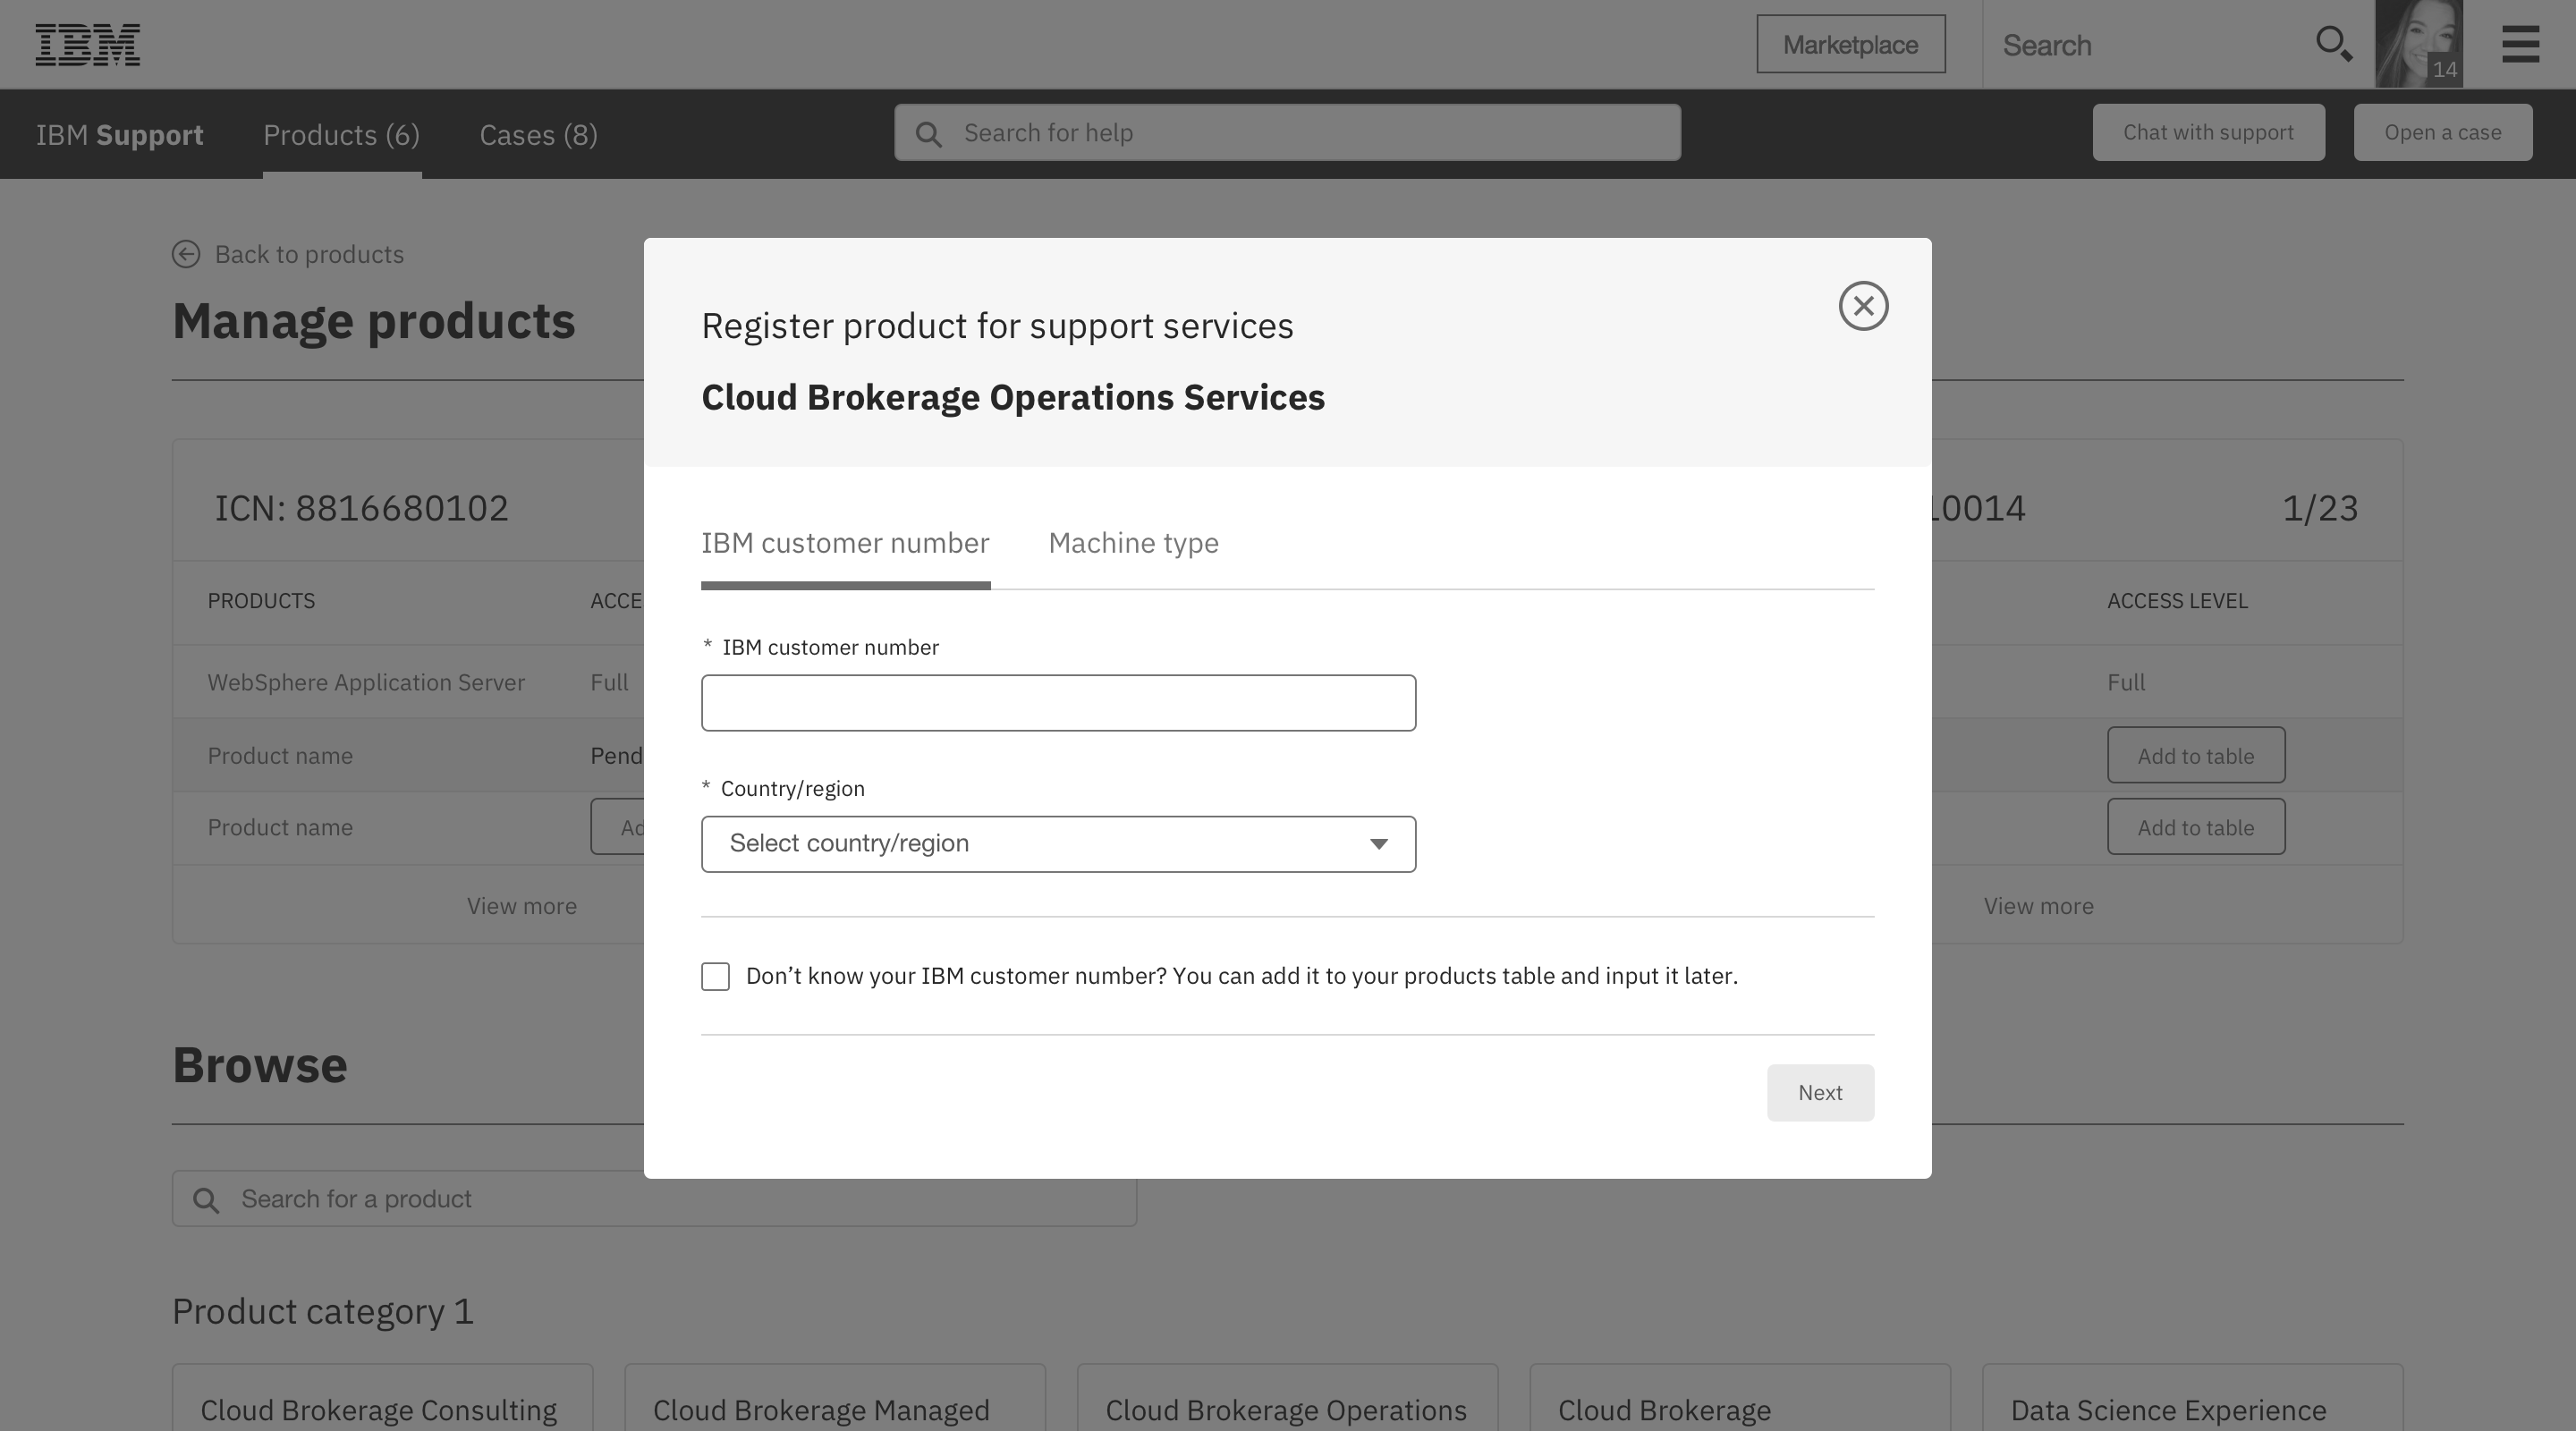 IBM
Marketplace
Search
14
IBM Support
Products (6)
Cases (8)
Search for help
Chat with support
Open a case
Back to products
Manage products
Register product for support services
Cloud Brokerage Operations Services
ICN: 8816680102
10014
1/23
IBM customer number
Machine type
PRODUCTS
ACCE
ACCESS LEVEL
* IBM customer number
WebSphere Application Server
Full
Full
Product name
Pend
Add to table
* Country/region
Select country/region
Product name
Ad
Add to table
View more
View more
Don’t know your IBM customer number? You can add it to your products table and input it later.
Browse
Next
Search for a product
Product category 1
Cloud Brokerage Consulting
Cloud Brokerage Managed
Cloud Brokerage Operations
Cloud Brokerage
Data Science Experience